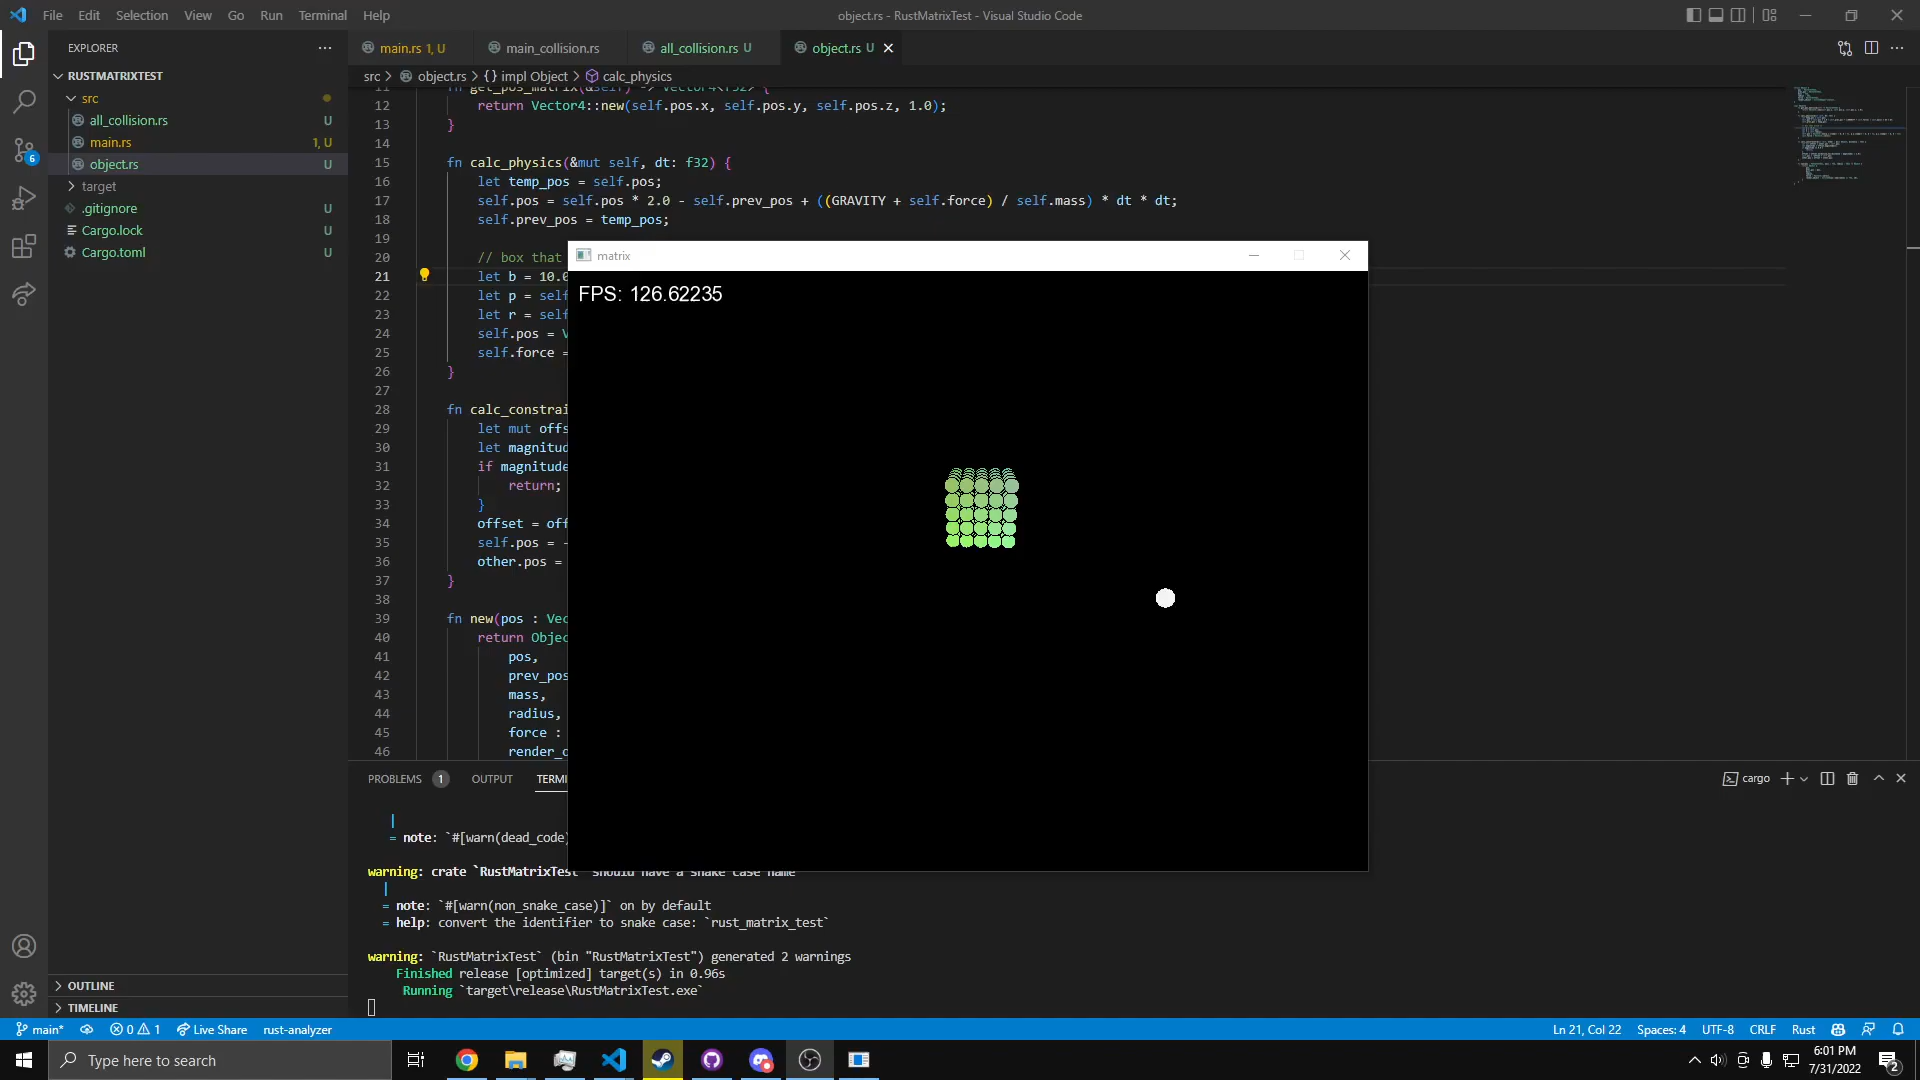 File Edit Selection View Go Run Terminal Help
object.rs - RustMatrixTest - Visual Studio Code
EXPLORER
RUSTMATRIXTEST
src
all_collision.rs U
main.rs 1, U
object.rs U
target
.gitignore U
Cargo.lock U
Cargo.toml U
OUTLINE
TIMELINE
main.rs 1, U
main_collision.rs
all_collision.rs U
object.rs U
src > object.rs > {} impl Object > calc_physics
12 return Vector4::new(self.pos.x, self.pos.y, self.pos.z, 1.0);
13 }
14
15 fn calc_physics(&mut self, dt: f32) {
16 let temp_pos = self.pos;
17 self.pos = self.pos * 2.0 - self.prev_pos + ((GRAVITY + self.force) / self.mass) * dt * dt;
18 self.prev_pos = temp_pos;
19
20 // box that
21 let b = 10.0
22 let p = self
23 let r = self
24 self.pos = V
25 self.force =
26 }
27
28 fn calc_constrai
29 let mut offs
30 let magnitud
31 if magnitude
32 return;
33 }
34 offset = off
35 self.pos = -
36 other.pos =
37 }
38
39 fn new(pos : Vec
40 return Objec
41 pos,
42 prev_pos
43 mass,
44 radius,
45 force :
46 render_c
matrix
FPS: 126.62235
PROBLEMS 1 OUTPUT TERMI
cargo
|
= note: `#[warn(dead_code)
warning: crate `RustMatrixTest` should have a snake case name
|
= note: `#[warn(non_snake_case)]` on by default
= help: convert the identifier to snake case: `rust_matrix_test`
warning: `RustMatrixTest` (bin "RustMatrixTest") generated 2 warnings
Finished release [optimized] target(s) in 0.96s
Running `target\release\RustMatrixTest.exe`
6
main* 0 1 Live Share rust-analyzer
Ln 21, Col 22 Spaces: 4 UTF-8 CRLF Rust
Type here to search
6:01 PM
7/31/2022
2